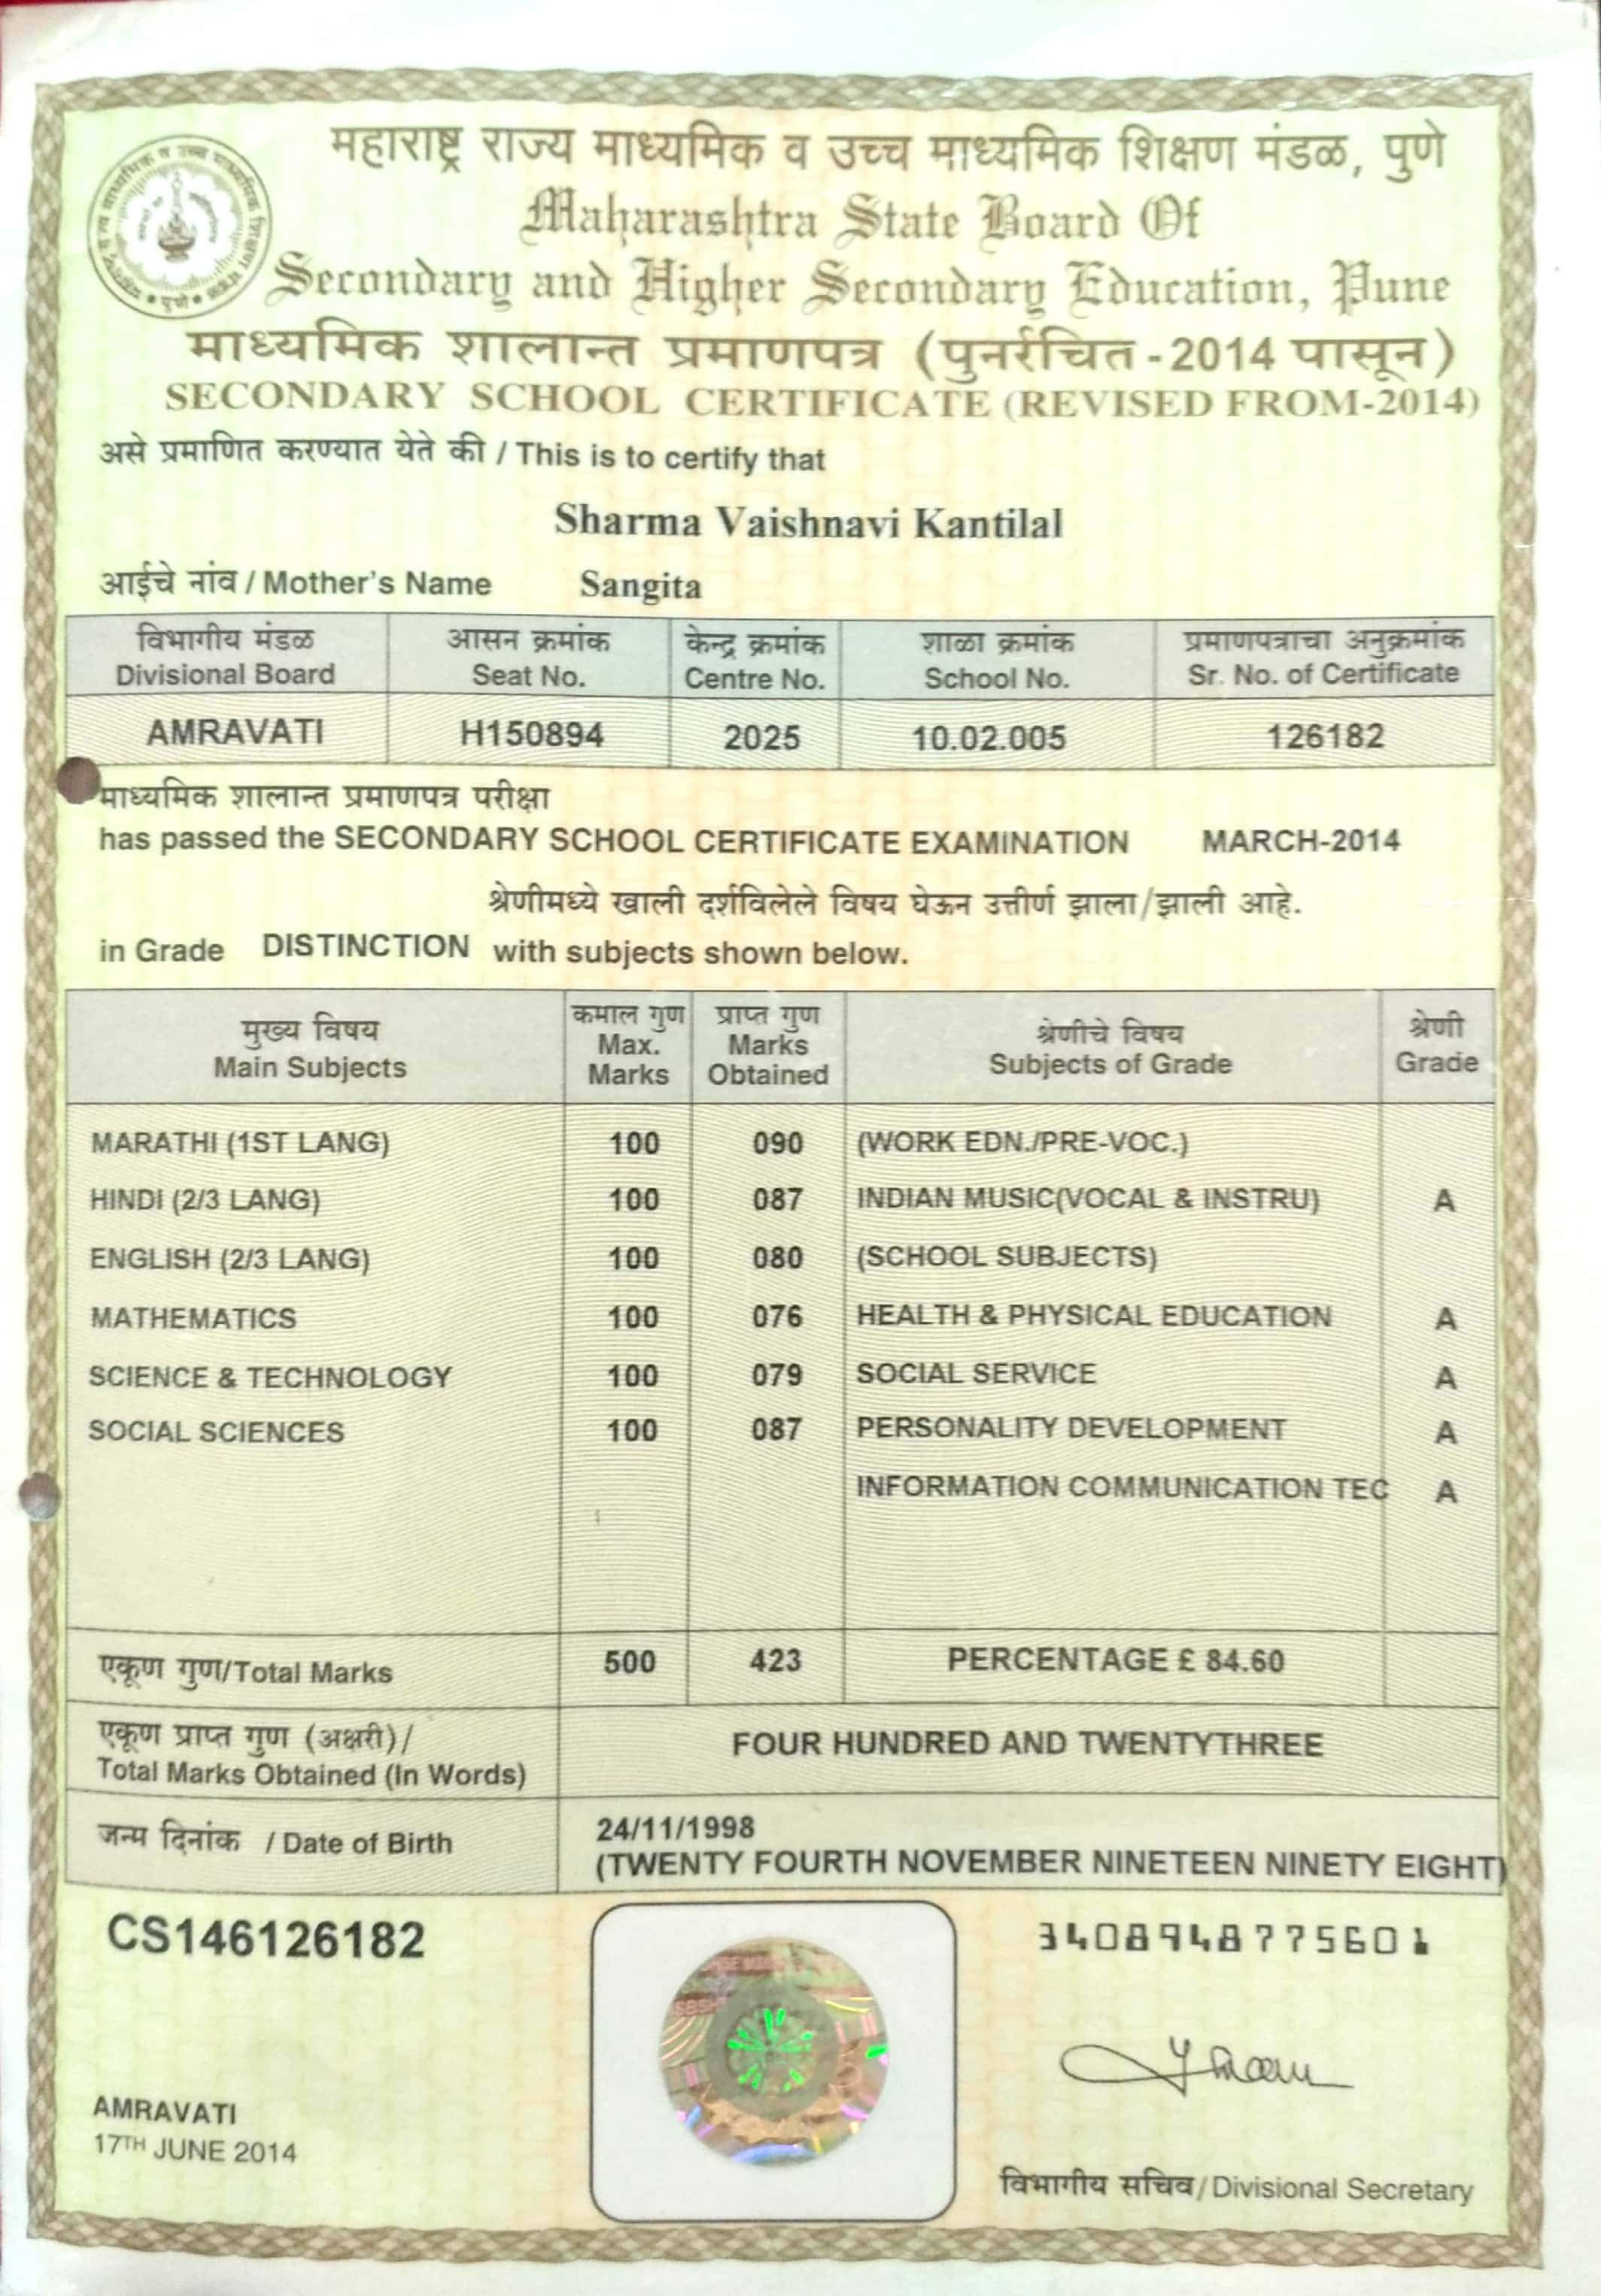 महाराष्ट्र राज्य माध्यमिक व उच्च माध्यमिक शिक्षण मंडळ, पुणे
Maharashtra State Board Of
Secondary and Higher Secondary Education, Pune
माध्यमिक शालान्त प्रमाणपत्र (पुनर्रचित - 2014 पासून)
SECONDARY SCHOOL CERTIFICATE (REVISED FROM-2014)
असे प्रमाणित करण्यात येते की / This is to certify that
Sharma Vaishnavi Kantilal
आईचे नांव / Mother's Name Sangita
विभागीय मंडळ आसन क्रमांक केन्द्र क्रमांक शाळा क्रमांक प्रमाणपत्राचा अनुक्रमांक
Divisional Board Seat No. Centre No. School No. Sr. No. of Certificate
AMRAVATI H150894 2025 10.02.005 126182
माध्यमिक शालान्त प्रमाणपत्र परीक्षा
has passed the SECONDARY SCHOOL CERTIFICATE EXAMINATION MARCH-2014
श्रेणीमध्ये खाली दर्शविलेले विषय घेऊन उत्तीर्ण झाला/झाली आहे.
in Grade DISTINCTION with subjects shown below.
मुख्य विषय कमाल गुण प्राप्त गुण श्रेणीचे विषय श्रेणी
Main Subjects Max. Marks Marks Obtained Subjects of Grade Grade
MARATHI (1ST LANG) 100 090 (WORK EDN./PRE-VOC.)
HINDI (2/3 LANG) 100 087 INDIAN MUSIC(VOCAL & INSTRU) A
ENGLISH (2/3 LANG) 100 080 (SCHOOL SUBJECTS)
MATHEMATICS 100 076 HEALTH & PHYSICAL EDUCATION A
SCIENCE & TECHNOLOGY 100 079 SOCIAL SERVICE A
SOCIAL SCIENCES 100 087 PERSONALITY DEVELOPMENT A
INFORMATION COMMUNICATION TEC A
एकूण गुण/Total Marks 500 423 PERCENTAGE £ 84.60
एकूण प्राप्त गुण (अक्षरी)/
Total Marks Obtained (In Words) FOUR HUNDRED AND TWENTYTHREE
जन्म दिनांक / Date of Birth 24/11/1998
(TWENTY FOURTH NOVEMBER NINETEEN NINETY EIGHT)
CS146126182 3408948775601
AMRAVATI
17TH JUNE 2014
विभागीय सचिव/Divisional Secretary